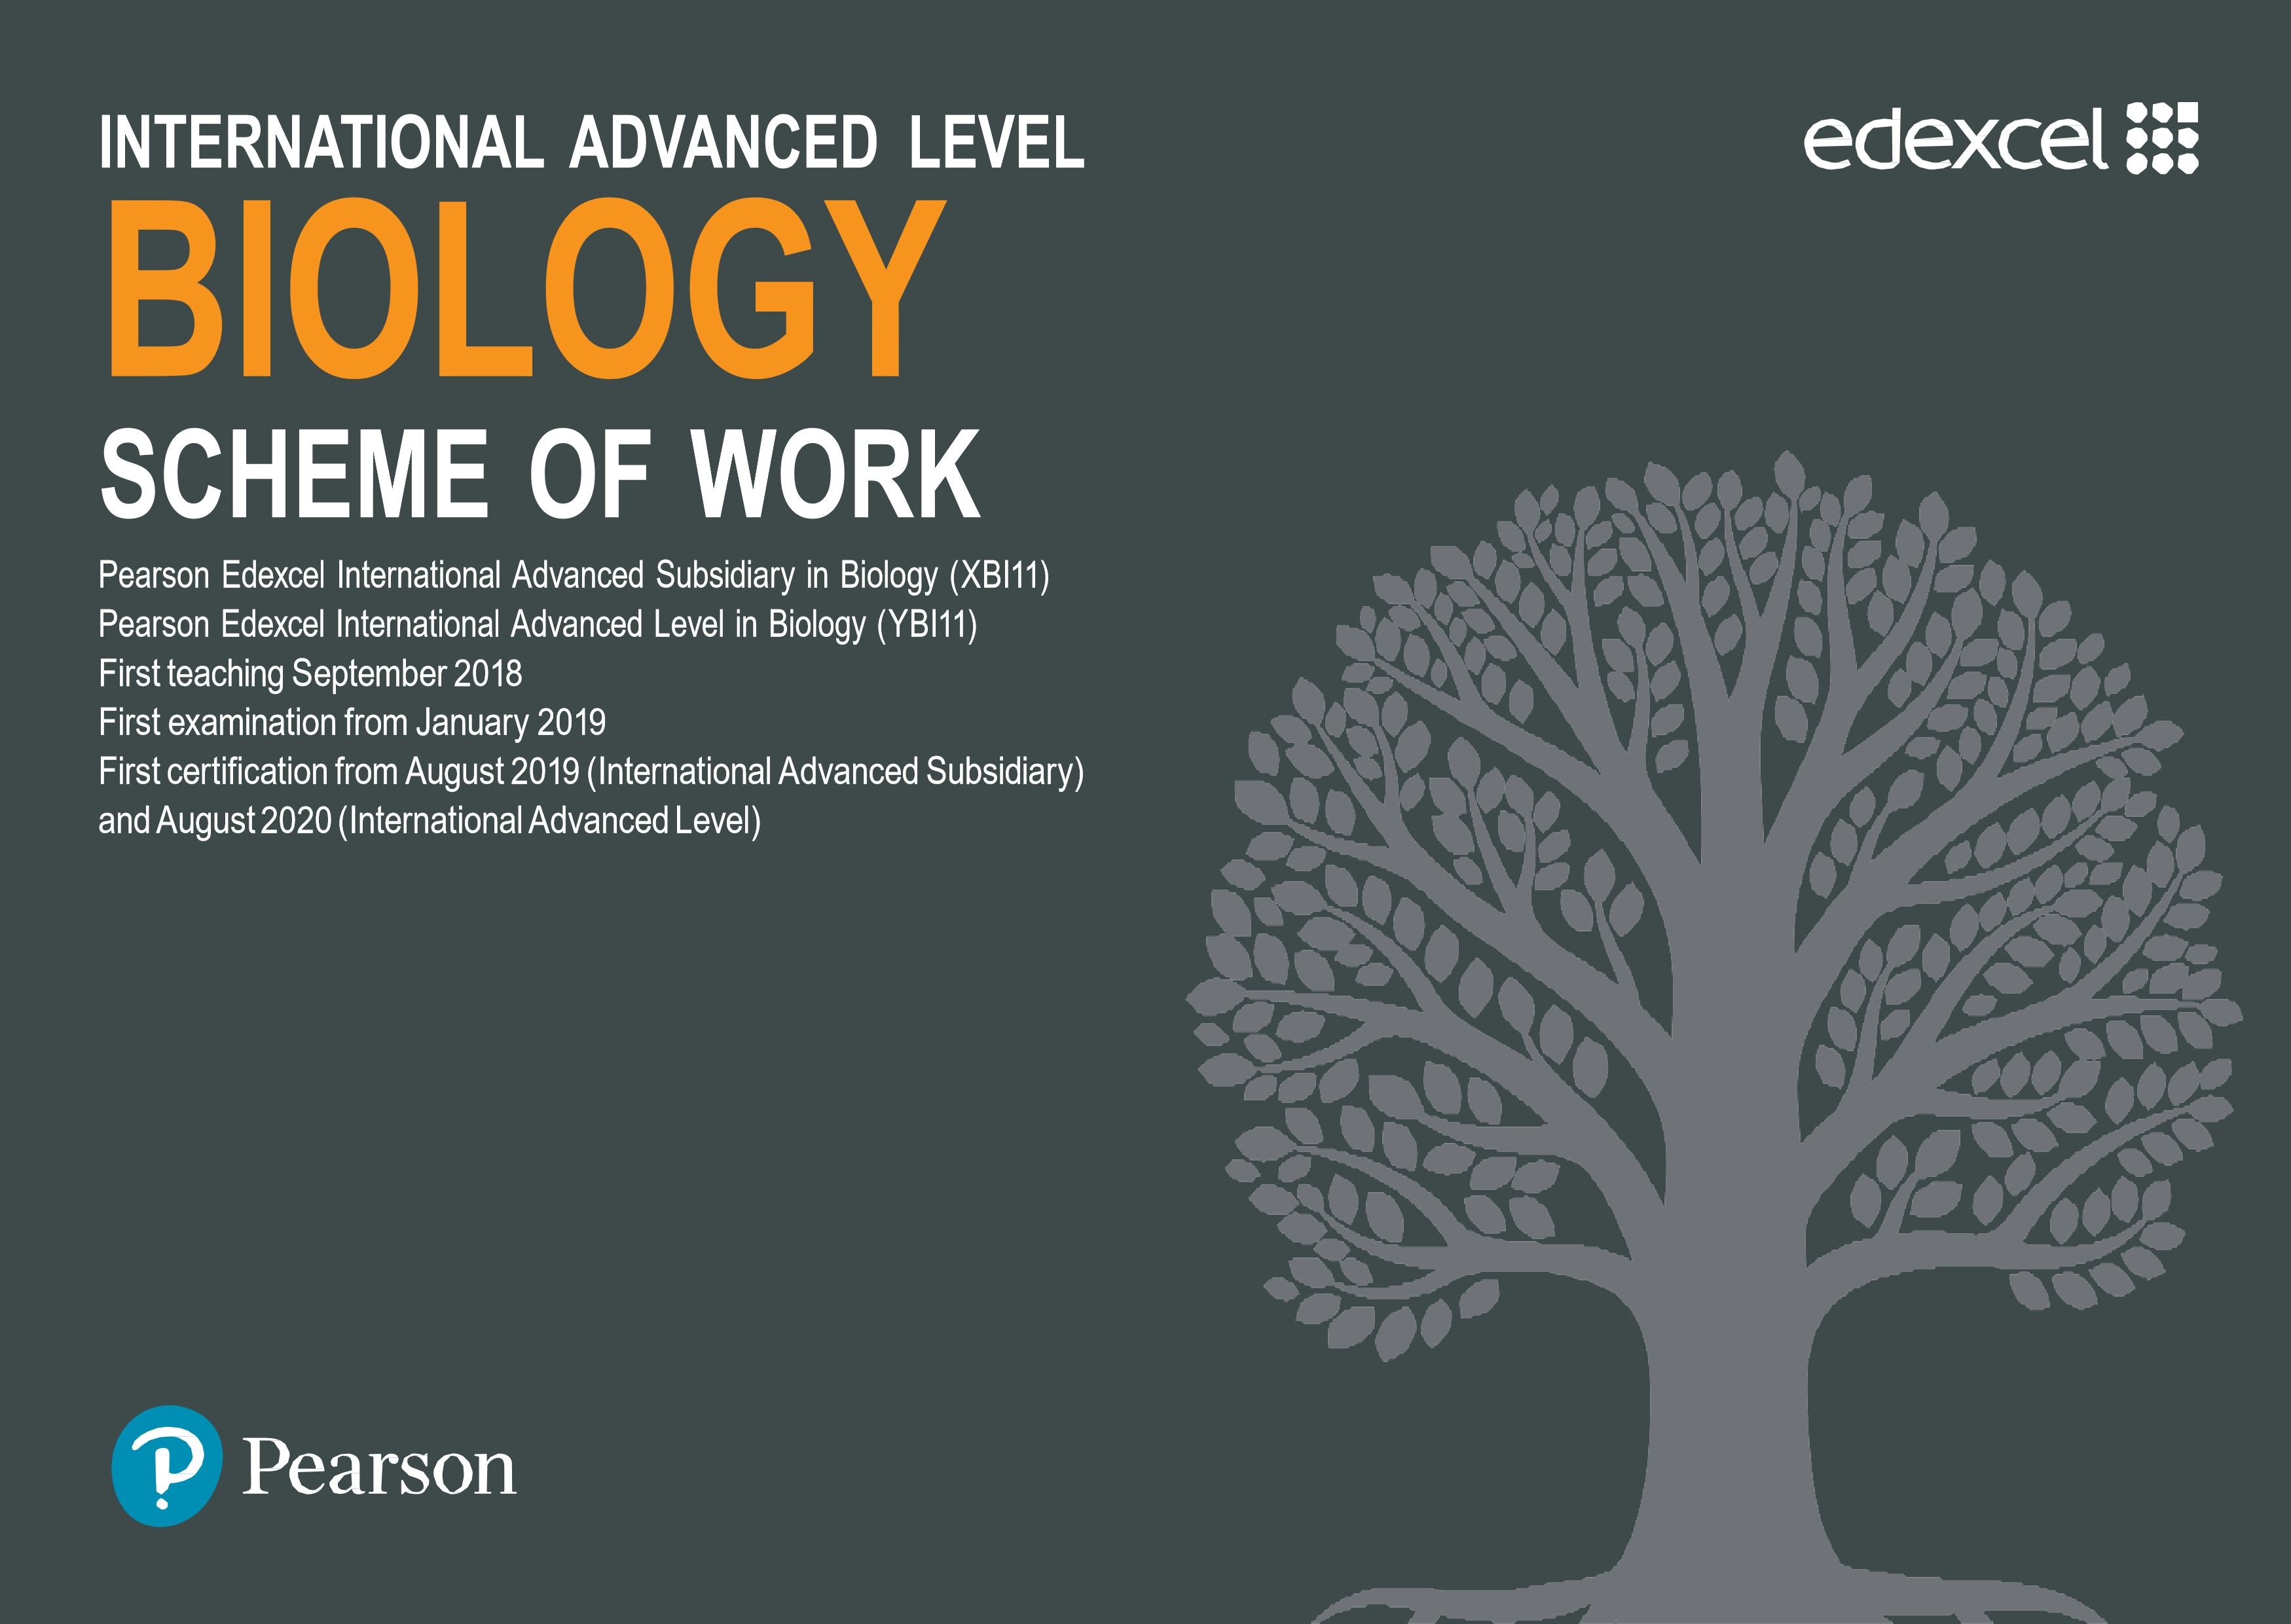 INTERNATIONAL ADVANCED LEVEL
edexcel
BIOLOGY
SCHEME OF WORK
Pearson Edexcel International Advanced Subsidiary in Biology (XBI11)
Pearson Edexcel International Advanced Level in Biology (YBI11)
First teaching September 2018
First examination from January 2019
First certification from August 2019 (International Advanced Subsidiary)
and August 2020 (International Advanced Level)
Pearson